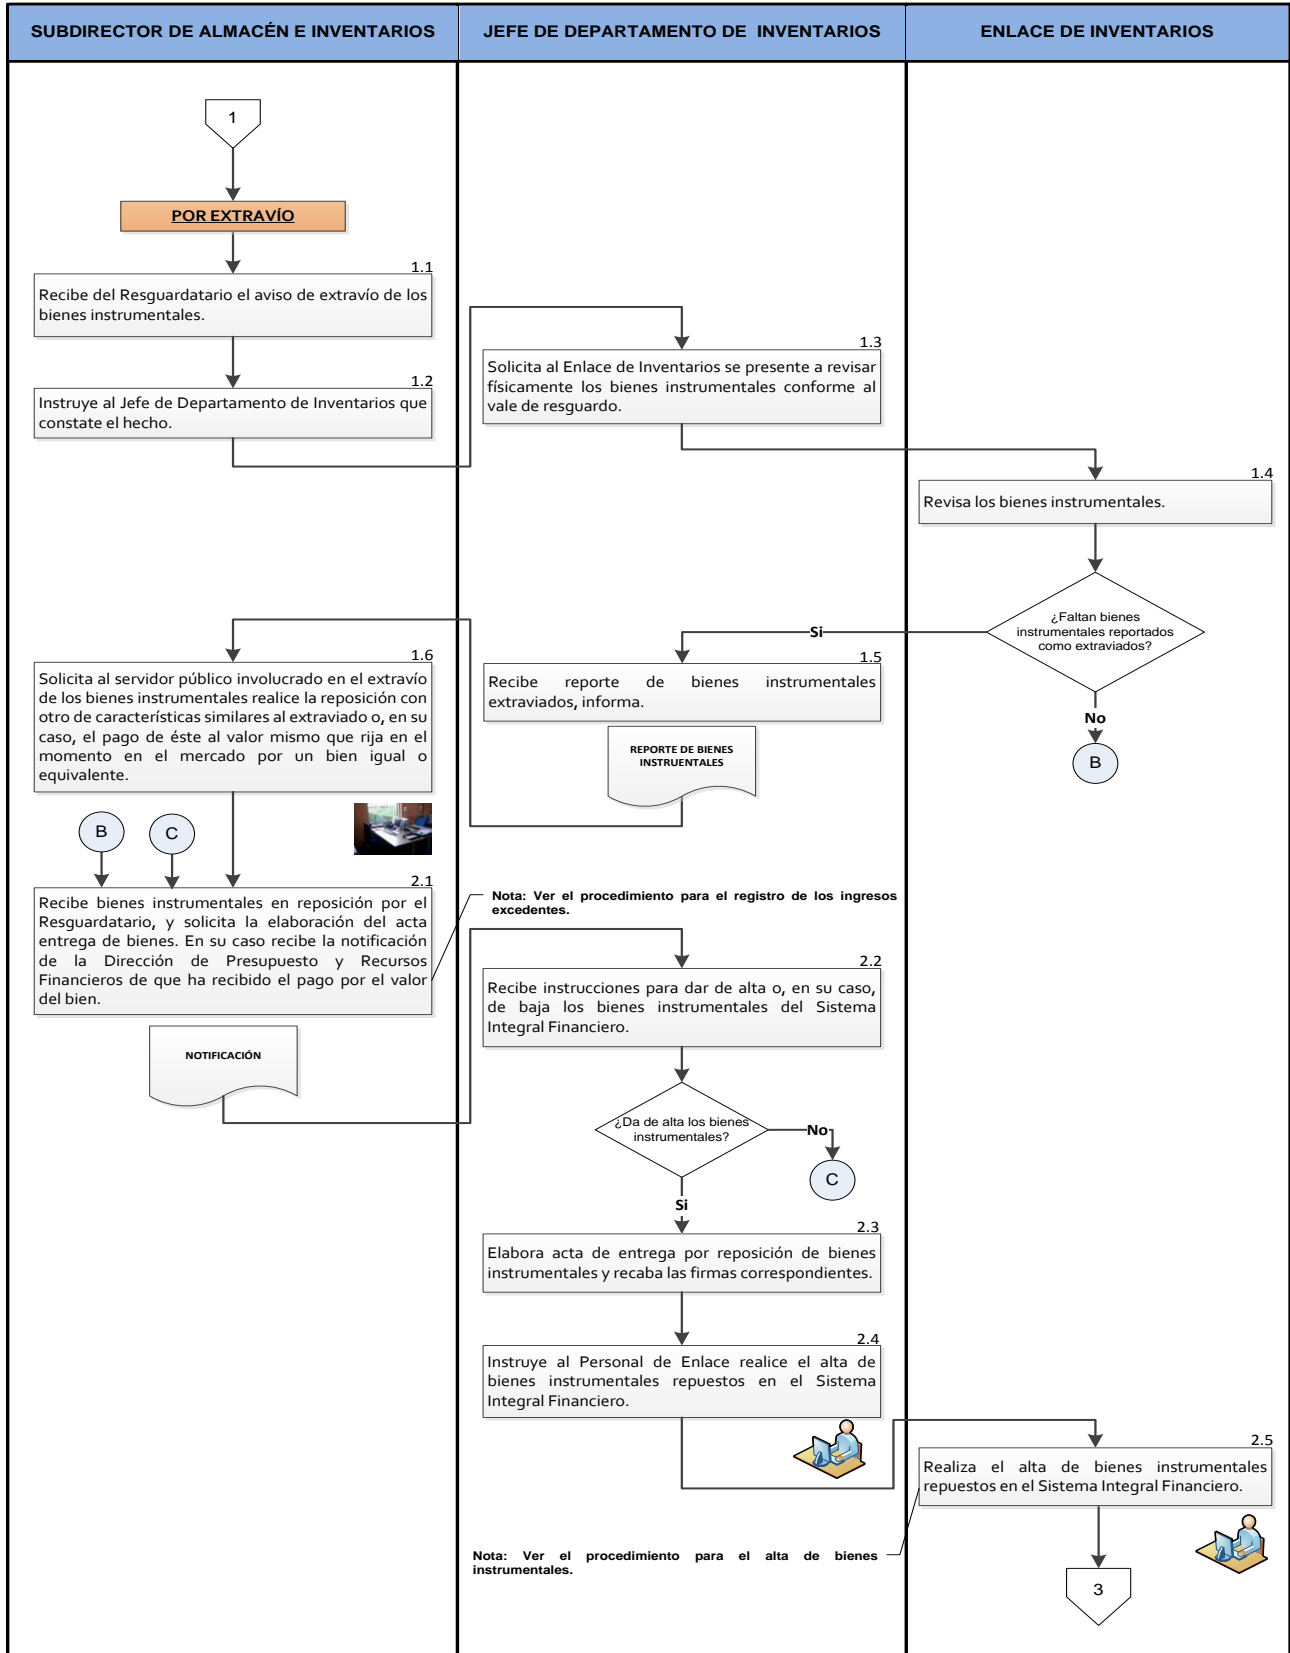 SUBDIRECTOR DE ALMACÉN E INVENTARIOS
JEFE DE DEPARTAMENTO DE INVENTARIOS
ENLACE DE INVENTARIOS
1
POR EXTRAVÍO
1.1
Recibe del Resguardatario el aviso de extravío de los
bienes instrumentales.
1.2
Instruye al Jefe de Departamento de Inventarios que
constate el hecho.
1.3
Solicita al Enlace de Inventarios se presente a revisar
físicamente los bienes instrumentales conforme al
vale de resguardo.
1.4
Revisa los bienes instrumentales.
¿Faltan bienes
instrumentales reportados
como extraviados?
Si
No
B
1.5
Recibe reporte de bienes instrumentales
extraviados, informa.
REPORTE DE BIENES
INSTRUENTALES
1.6
Solicita al servidor público involucrado en el extravío
de los bienes instrumentales realice la reposición con
otro de características similares al extraviado o, en su
caso, el pago de éste al valor mismo que rija en el
momento en el mercado por un bien igual o
equivalente.
B
C
2.1
Recibe bienes instrumentales en reposición por el
Resguardatario, y solicita la elaboración del acta
entrega de bienes. En su caso recibe la notificación
de la Dirección de Presupuesto y Recursos
Financieros de que ha recibido el pago por el valor
del bien.
Nota: Ver el procedimiento para el registro de los ingresos
excedentes.
NOTIFICACIÓN
2.2
Recibe instrucciones para dar de alta o, en su caso,
de baja los bienes instrumentales del Sistema
Integral Financiero.
¿Da de alta los bienes
instrumentales?
No
C
Si
2.3
Elabora acta de entrega por reposición de bienes
instrumentales y recaba las firmas correspondientes.
2.4
Instruye al Personal de Enlace realice el alta de
bienes instrumentales repuestos en el Sistema
Integral Financiero.
2.5
Realiza el alta de bienes instrumentales
repuestos en el Sistema Integral Financiero.
Nota: Ver el procedimiento para el alta de bienes
instrumentales.
3